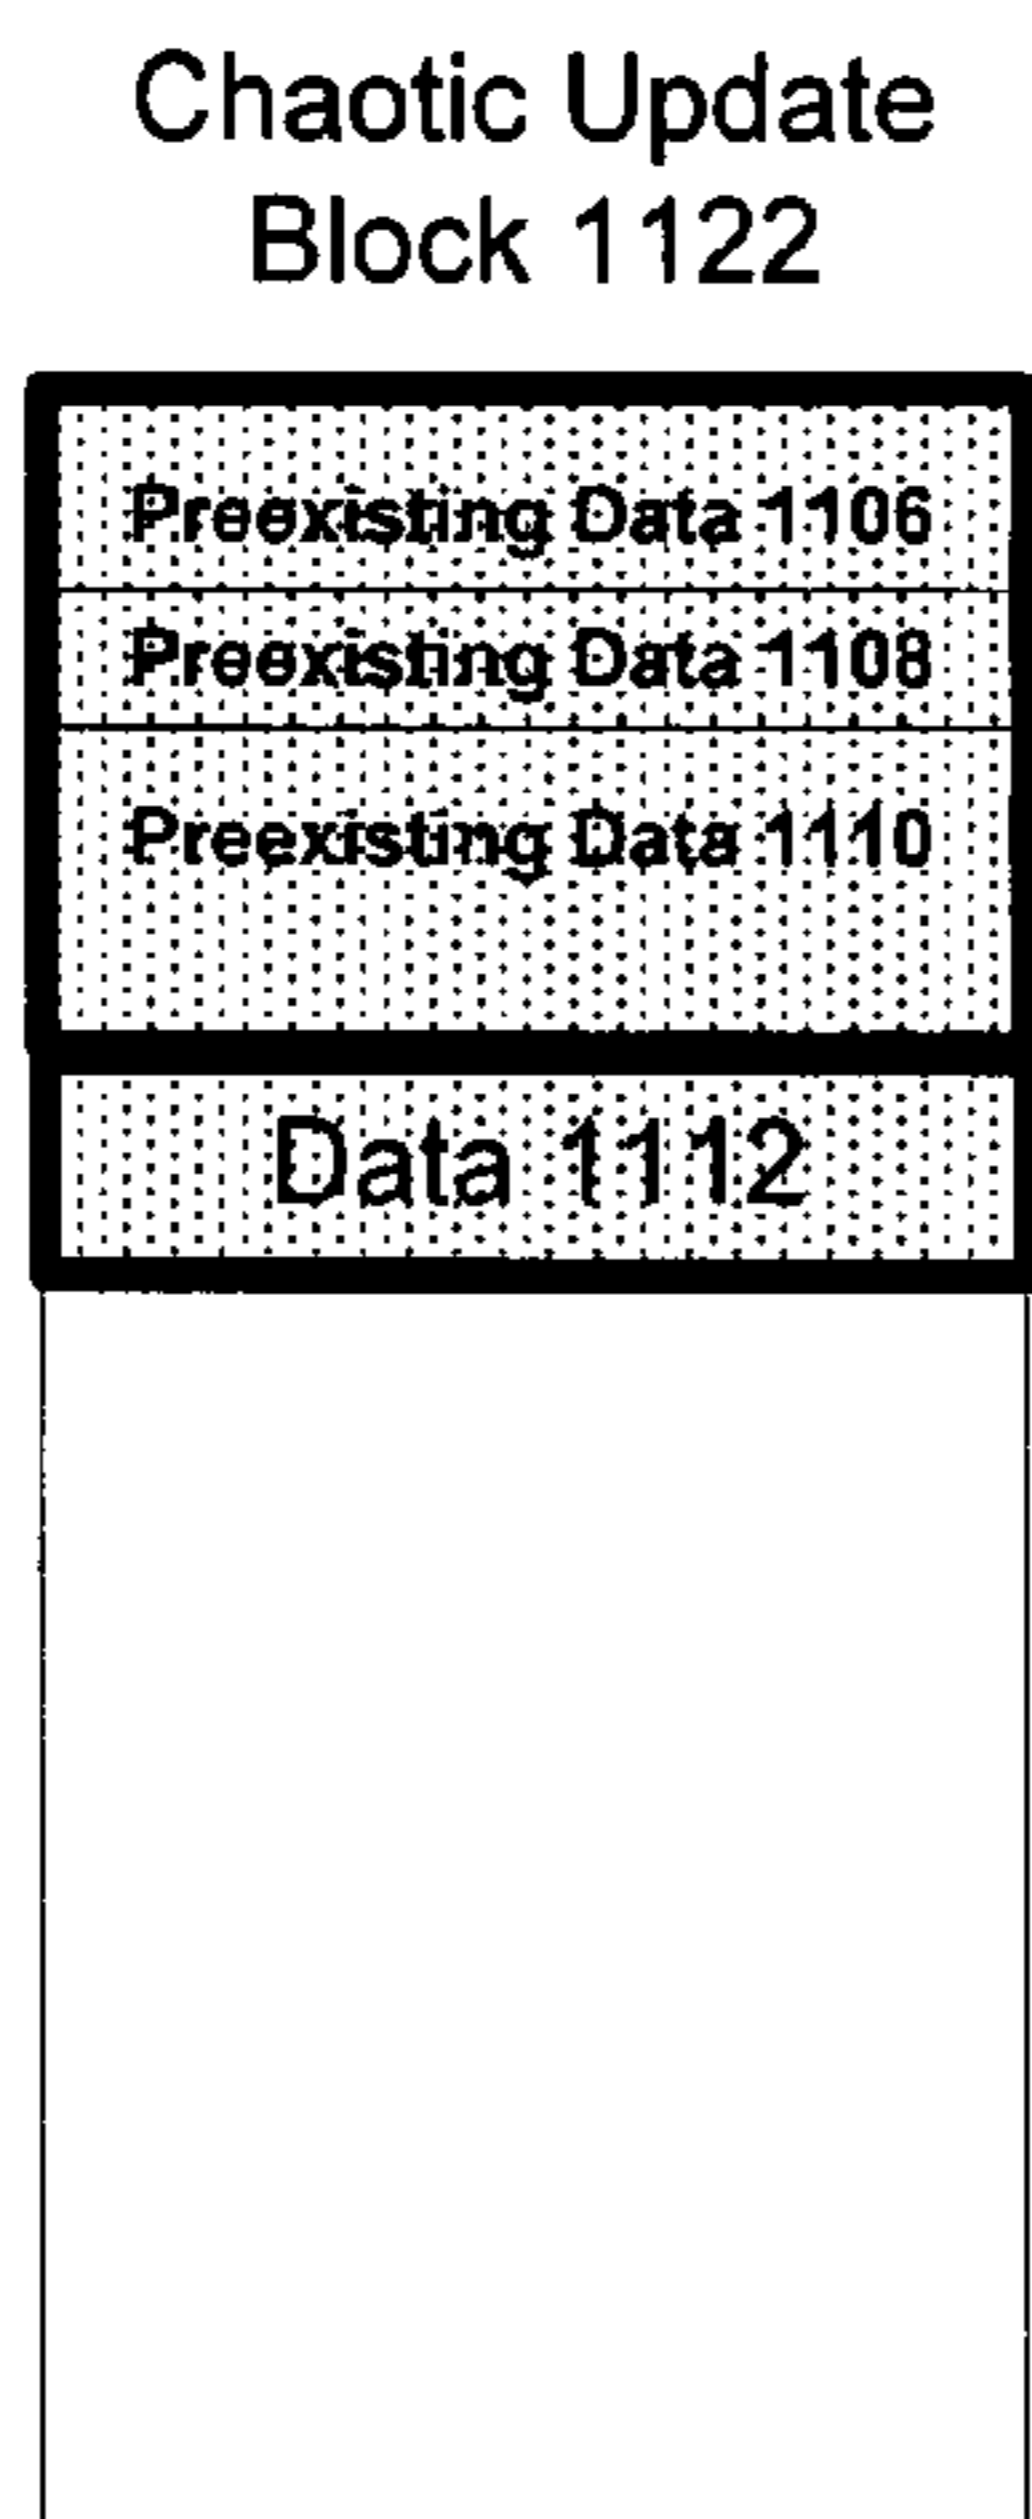 Chaotic Update
Block 1122
Preexisting Data 1106
Preexisting Data 1108
Preexisting Data 1110
Data 1112